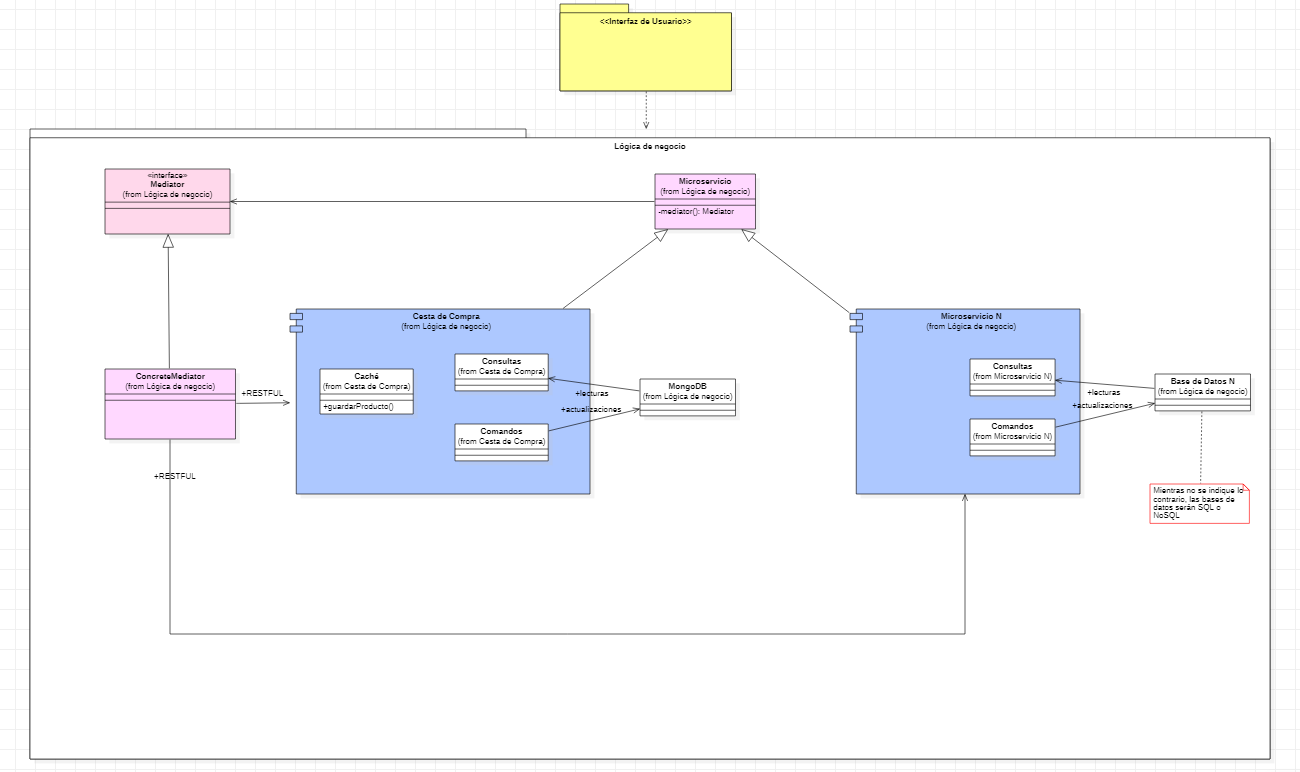 <<Interfaz de Usuario>>
Lógica de negocio
«interface»
Mediator
(from Lógica de negocio)
Microservicio
(from Lógica de negocio)
-mediator(): Mediator
Cesta de Compra
(from Lógica de negocio)
Microservicio N
(from Lógica de negocio)
ConcreteMediator
(from Lógica de negocio)
+RESTFUL
Caché
(from Cesta de Compra)
+guardarProducto()
Consultas
(from Cesta de Compra)
+lecturas
MongoDB
(from Lógica de negocio)
+actualizaciones
Comandos
(from Cesta de Compra)
Consultas
(from Microservicio N)
+lecturas
Base de Datos N
(from Lógica de negocio)
+actualizaciones
Comandos
(from Microservicio N)
+RESTFUL
Mientras no se indique lo
contrario, las bases de
datos serán SQL o
NoSQL